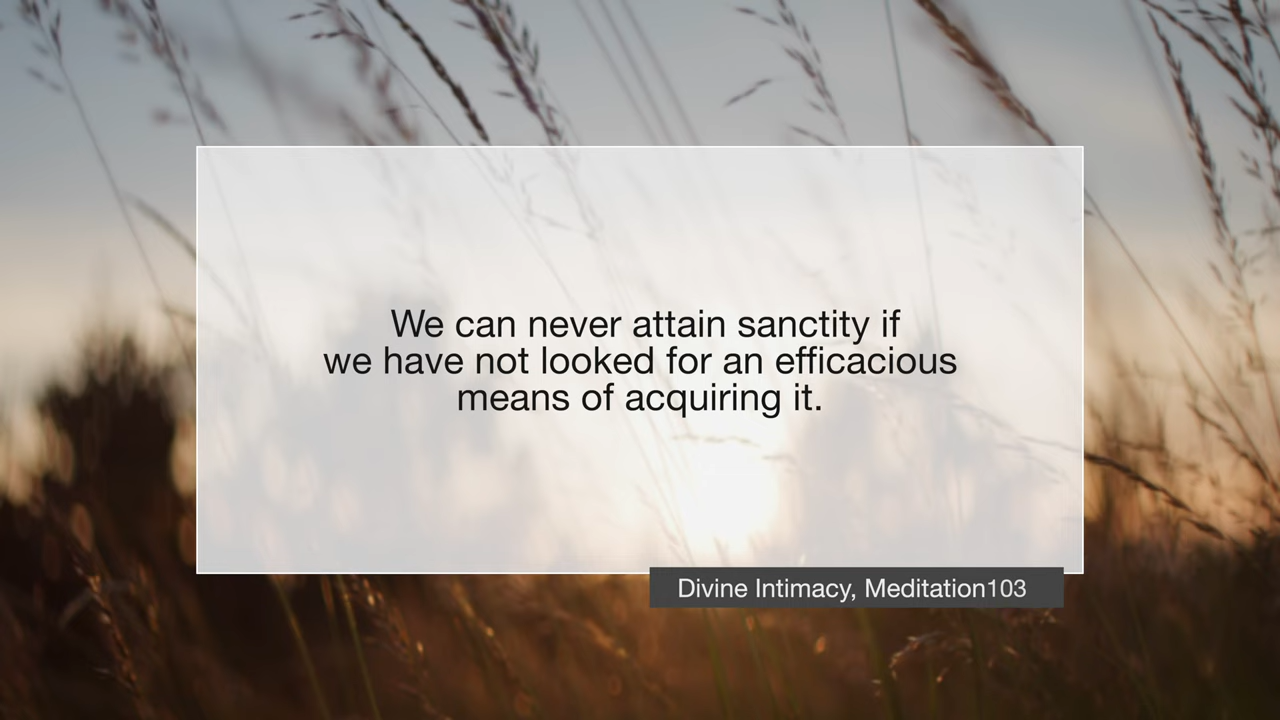 We can never attain sanctity if
we have not looked for an efficacious
means of acquiring it.
Divine Intimacy, Meditation103